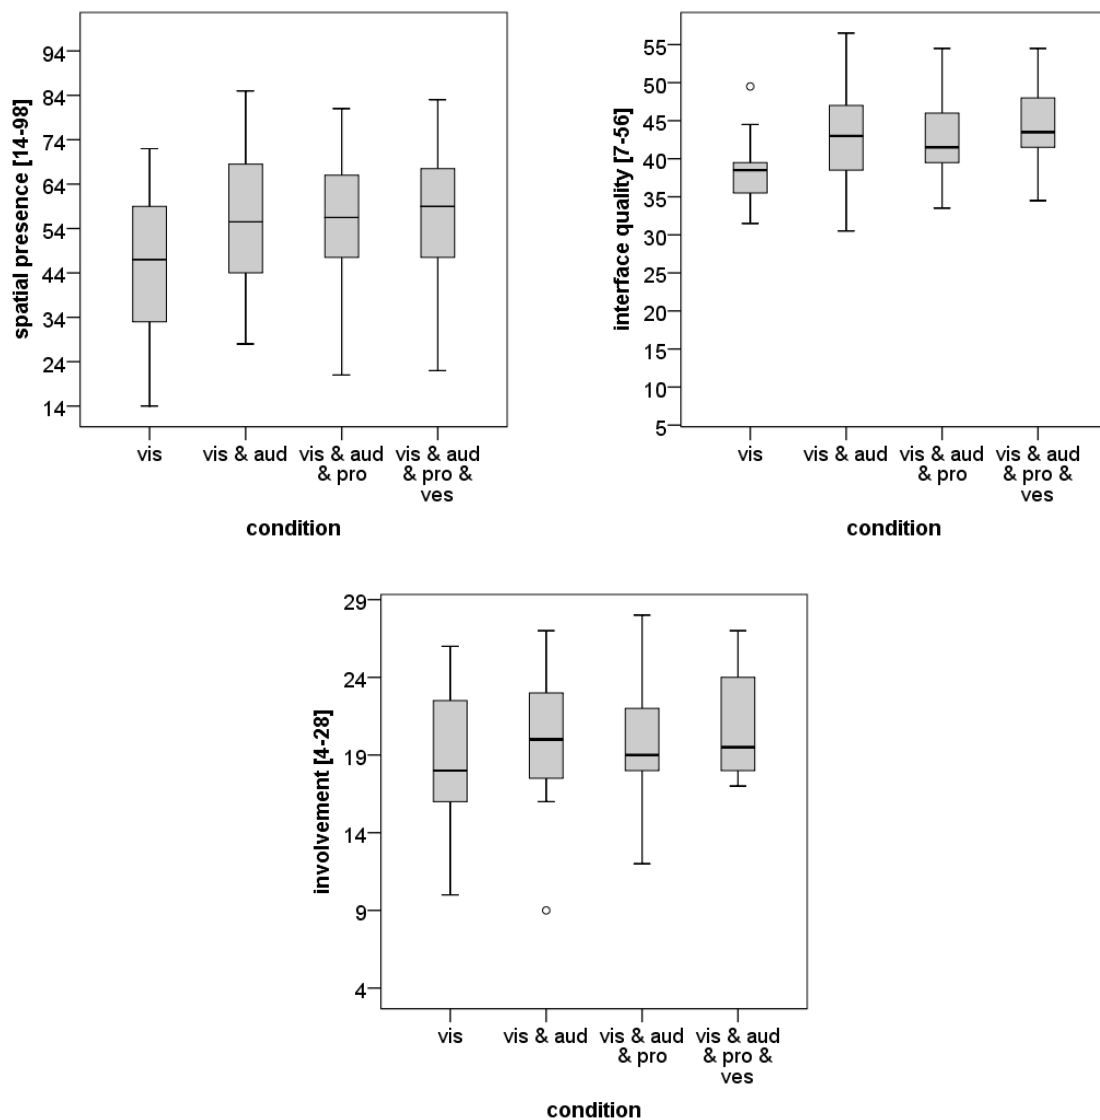 spatial presence [14-98]
94
84
74
64
54
44
34
24
14
vis
vis & aud
vis & aud
& pro
vis & aud
& pro &
ves
condition
interface quality [7-56]
55
50
45
40
35
30
25
20
15
10
5
vis
vis & aud
vis & aud
& pro
vis & aud
& pro &
ves
condition
involvement [4-28]
29
24
19
14
9
4
vis
vis & aud
vis & aud
& pro
vis & aud
& pro &
ves
condition